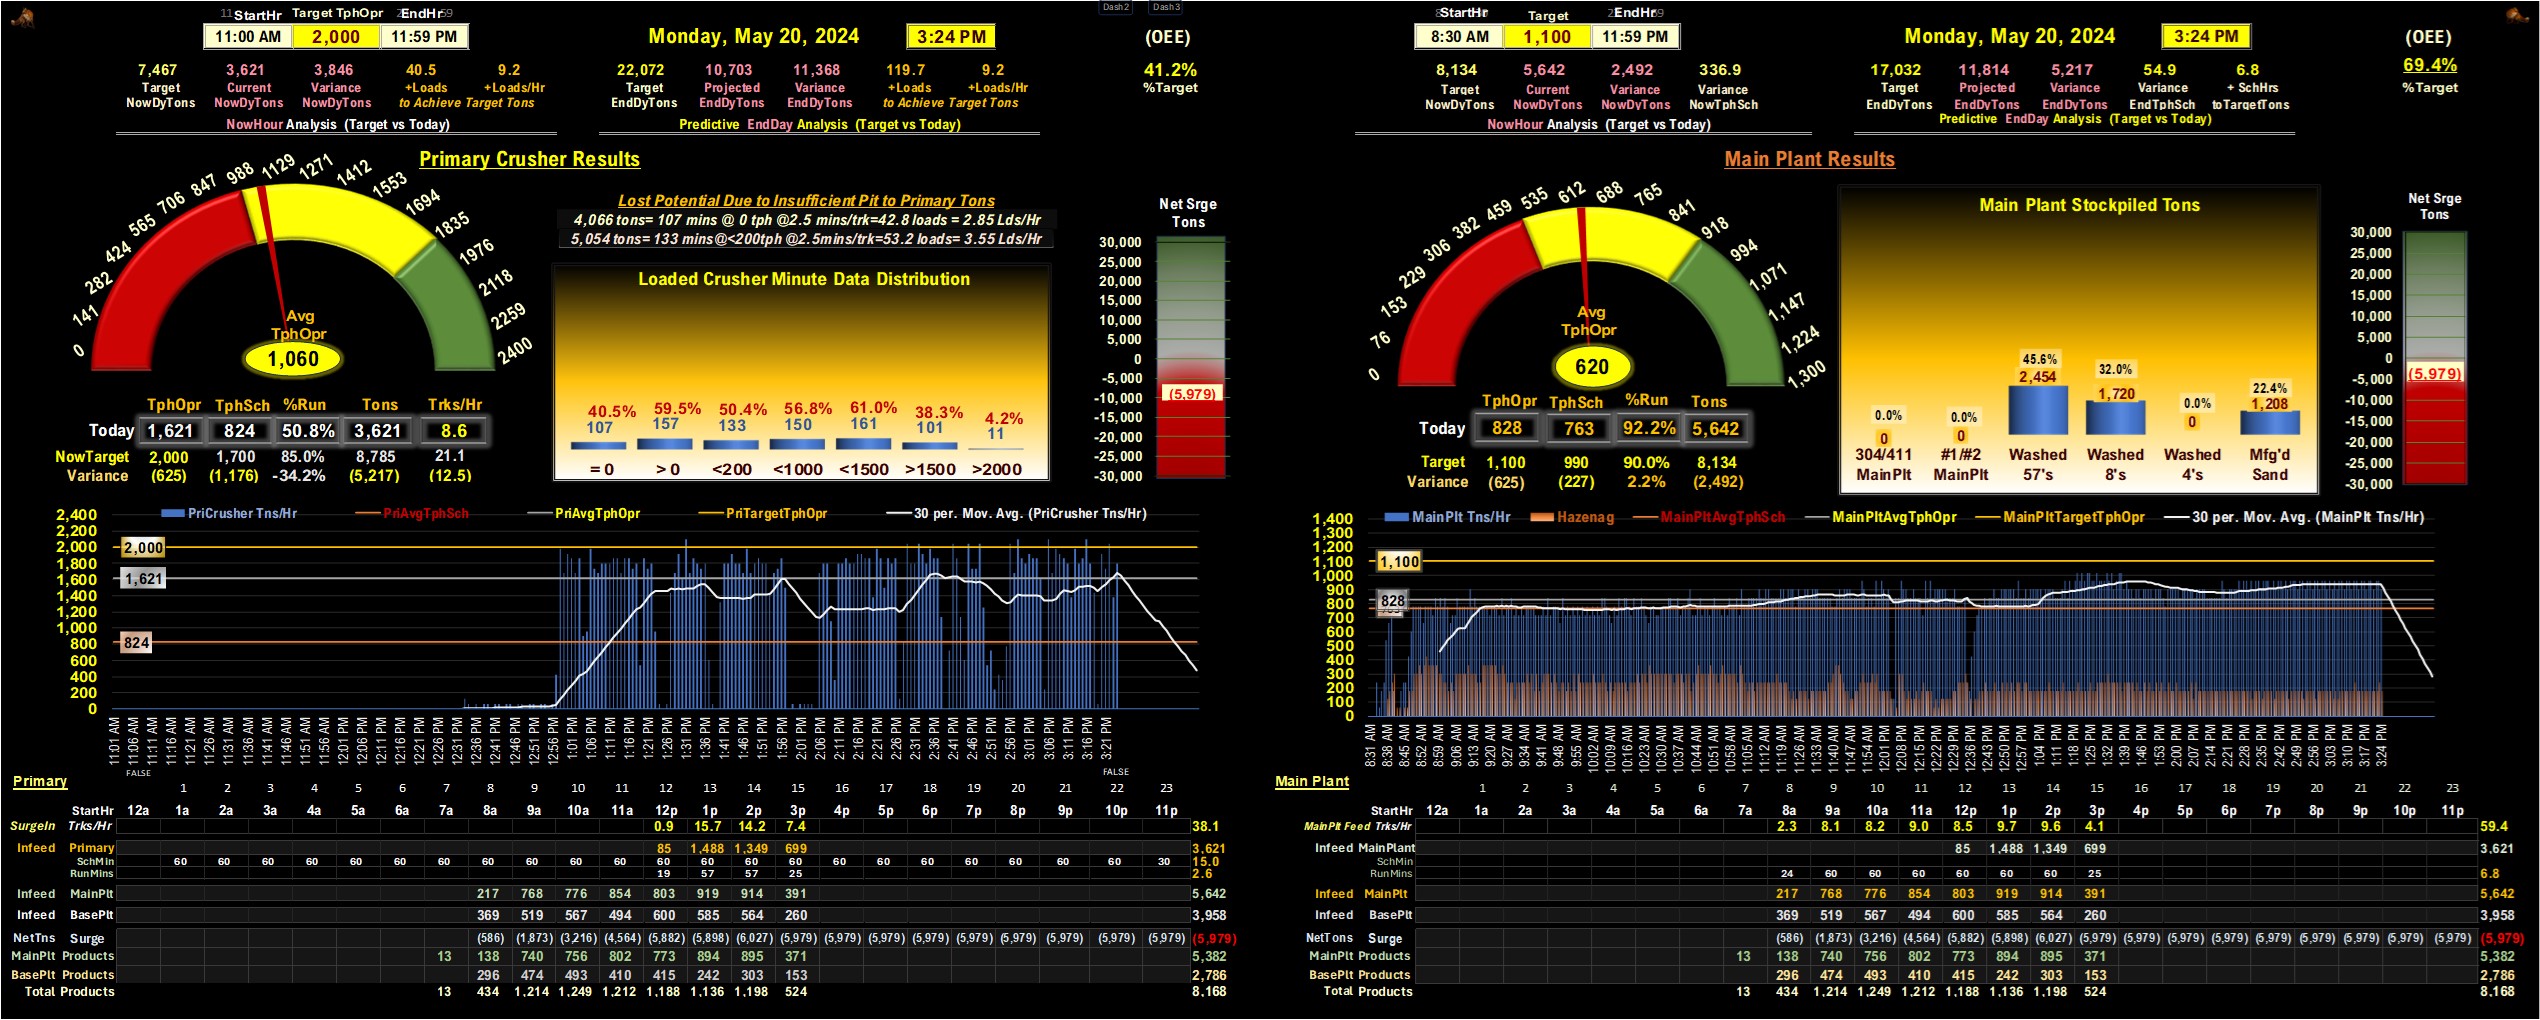 StartHr Target TphOpr EndHr
11:00 AM 2,000 11:59 PM
Monday, May 20, 2024 3:24 PM
Dash2 Dash3
(OEE)
41.2%
%Target
7,467 3,621 3,846 40.5 9.2
Target Current Variance +Loads +Loads/Hr
NowDyTons NowDyTons NowDyTons to Achieve Target Tons
NowHour Analysis (Target vs Today)
22,072 10,703 11,368 119.7 9.2
Target Projected Variance +Loads +Loads/Hr
EndDyTons EndDyTons EndDyTons to Achieve Target Tons
Predictive EndDay Analysis (Target vs Today)
Primary Crusher Results
0 141 282 424 565 706 847 988 1129 1271 1412 1553 1694 1835 1976 2118 2259 2400
Avg
TphOpr
1,060
Lost Potential Due to Insufficient Pit to Primary Tons
4,066 tons= 107 mins @ 0 tph @2.5 mins/trk=42.8 loads = 2.85 Lds/Hr
5,054 tons= 133 mins@<200tph @2.5mins/trk=53.2 loads= 3.55 Lds/Hr
Loaded Crusher Minute Data Distribution
40.5% 59.5% 50.4% 56.8% 61.0% 38.3% 4.2%
107 157 133 150 161 101 11
= 0 > 0 <200 <1000 <1500 >1500 >2000
Net Srge
Tons
30,000
25,000
20,000
15,000
10,000
5,000
0
-5,000
(5,979)
-10,000
-15,000
-20,000
-25,000
-30,000
TphOpr TphSch %Run Tons Trks/Hr
Today 1,621 824 50.8% 3,621 8.6
NowTarget 2,000 1,700 85.0% 8,785 21.1
Variance (625) (1,176) -34.2% (5,217) (12.5)
PriCrusher Tns/Hr PriAvgTphSch PriAvgTphOpr PriTargetTphOpr 30 per. Mov. Avg. (PriCrusher Tns/Hr)
2,400
2,200
2,000 2,000
1,800
1,600 1,621
1,400
1,200
1,000
800 824
600
400
200
0
11:01 AM 11:06 AM 11:11 AM 11:16 AM 11:21 AM 11:26 AM 11:31 AM 11:36 AM 11:41 AM 11:46 AM 11:51 AM 11:56 AM 12:01 PM 12:06 PM 12:11 PM 12:16 PM 12:21 PM 12:26 PM 12:31 PM 12:36 PM 12:41 PM 12:46 PM 12:51 PM 12:56 PM 1:01 PM 1:06 PM 1:11 PM 1:16 PM 1:21 PM 1:26 PM 1:31 PM 1:36 PM 1:41 PM 1:46 PM 1:51 PM 1:56 PM 2:01 PM 2:06 PM 2:11 PM 2:16 PM 2:21 PM 2:26 PM 2:31 PM 2:36 PM 2:41 PM 2:46 PM 2:51 PM 2:56 PM 3:01 PM 3:06 PM 3:11 PM 3:16 PM 3:21 PM
FALSE FALSE
Primary
1 2 3 4 5 6 7 8 9 10 11 12 13 14 15 16 17 18 19 20 21 22 23
StartHr 12a 1a 2a 3a 4a 5a 6a 7a 8a 9a 10a 11a 12p 1p 2p 3p 4p 5p 6p 7p 8p 9p 10p 11p
SurgeIn Trks/Hr 0.9 15.7 14.2 7.4 38.1
Infeed Primary 85 1,488 1,349 699 3,621
SchMin 60 60 60 60 60 60 60 60 60 60 60 60 60 60 60 60 60 60 60 60 60 60 30 15.0
RunMins 19 57 57 25 2.6
Infeed MainPlt 217 768 776 854 803 919 914 391 5,642
Infeed BasePlt 369 519 567 494 600 585 564 260 3,958
NetTns Surge (586) (1,873) (3,216) (4,564) (5,882) (5,898) (6,027) (5,979) (5,979) (5,979) (5,979) (5,979) (5,979) (5,979) (5,979) (5,979) (5,979)
MainPlt Products 13 138 740 756 802 773 894 895 371 5,382
BasePlt Products 296 474 493 410 415 242 303 153 2,786
Total Products 13 434 1,214 1,249 1,212 1,188 1,136 1,198 524 8,168
StartHr Target EndHr
8:30 AM 1,100 11:59 PM
Monday, May 20, 2024 3:24 PM
(OEE)
69.4%
%Target
8,134 5,642 2,492 336.9
Target Current Variance Variance
NowDyTons NowDyTons NowDyTons NowTphSch
NowHour Analysis (Target vs Today)
17,032 11,814 5,217 54.9 6.8
Target Projected Variance Variance + SchHrs
EndDyTons EndDyTons EndDyTons EndTphSch toTargetTons
Predictive EndDay Analysis (Target vs Today)
Main Plant Results
0 76 153 229 306 382 459 535 612 688 765 841 918 994 1,071 1,147 1,224 1,300
Avg
TphOpr
620
Main Plant Stockpiled Tons
0.0% 0.0% 45.6% 32.0% 0.0% 22.4%
0 0 2,454 1,720 0 1,208
304/411 #1/#2 Washed Washed Washed Mfg'd
MainPlt MainPlt 57's 8's 4's Sand
Net Srge
Tons
30,000
25,000
20,000
15,000
10,000
5,000
0
(5,979)
-5,000
-10,000
-15,000
-20,000
-25,000
-30,000
TphOpr TphSch %Run Tons
Today 828 763 92.2% 5,642
Target 1,100 990 90.0% 8,134
Variance (625) (227) 2.2% (2,492)
MainPlt Tns/Hr Hazenag MainPltAvgTphSch MainPltAvgTphOpr MainPltTargetTphOpr 30 per. Mov. Avg. (MainPlt Tns/Hr)
1,400
1,300
1,200
1,100 1,100
1,000
900
800 828
700
600
500
400
300
200
100
0
8:31 AM 8:38 AM 8:45 AM 8:52 AM 8:59 AM 9:06 AM 9:13 AM 9:20 AM 9:27 AM 9:34 AM 9:41 AM 9:48 AM 9:55 AM 10:02 AM 10:09 AM 10:16 AM 10:23 AM 10:30 AM 10:37 AM 10:44 AM 10:51 AM 10:58 AM 11:05 AM 11:12 AM 11:19 AM 11:26 AM 11:33 AM 11:40 AM 11:47 AM 11:54 AM 12:01 PM 12:08 PM 12:15 PM 12:22 PM 12:29 PM 12:36 PM 12:43 PM 12:50 PM 12:57 PM 1:04 PM 1:11 PM 1:18 PM 1:25 PM 1:32 PM 1:39 PM 1:46 PM 1:53 PM 2:00 PM 2:07 PM 2:14 PM 2:21 PM 2:28 PM 2:35 PM 2:42 PM 2:49 PM 2:56 PM 3:03 PM 3:10 PM 3:17 PM 3:24 PM
Main Plant
1 2 3 4 5 6 7 8 9 10 11 12 13 14 15 16 17 18 19 20 21 22 23
StartHr 12a 1a 2a 3a 4a 5a 6a 7a 8a 9a 10a 11a 12p 1p 2p 3p 4p 5p 6p 7p 8p 9p 10p 11p
MainPlt Feed Trks/Hr 2.3 8.1 8.2 9.0 8.5 9.7 9.6 4.1 59.4
Infeed MainPlant 85 1,488 1,349 699 3,621
SchMin
RunMins 24 60 60 60 60 60 60 25 6.8
Infeed MainPlt 217 768 776 854 803 919 914 391 5,642
Infeed BasePlt 369 519 567 494 600 585 564 260 3,958
NetTons Surge (586) (1,873) (3,216) (4,564) (5,882) (5,898) (6,027) (5,979) (5,979) (5,979) (5,979) (5,979) (5,979) (5,979) (5,979) (5,979) (5,979)
MainPlt Products 13 138 740 756 802 773 894 895 371 5,382
BasePlt Products 296 474 493 410 415 242 303 153 2,786
Total Products 13 434 1,214 1,249 1,212 1,188 1,136 1,198 524 8,168